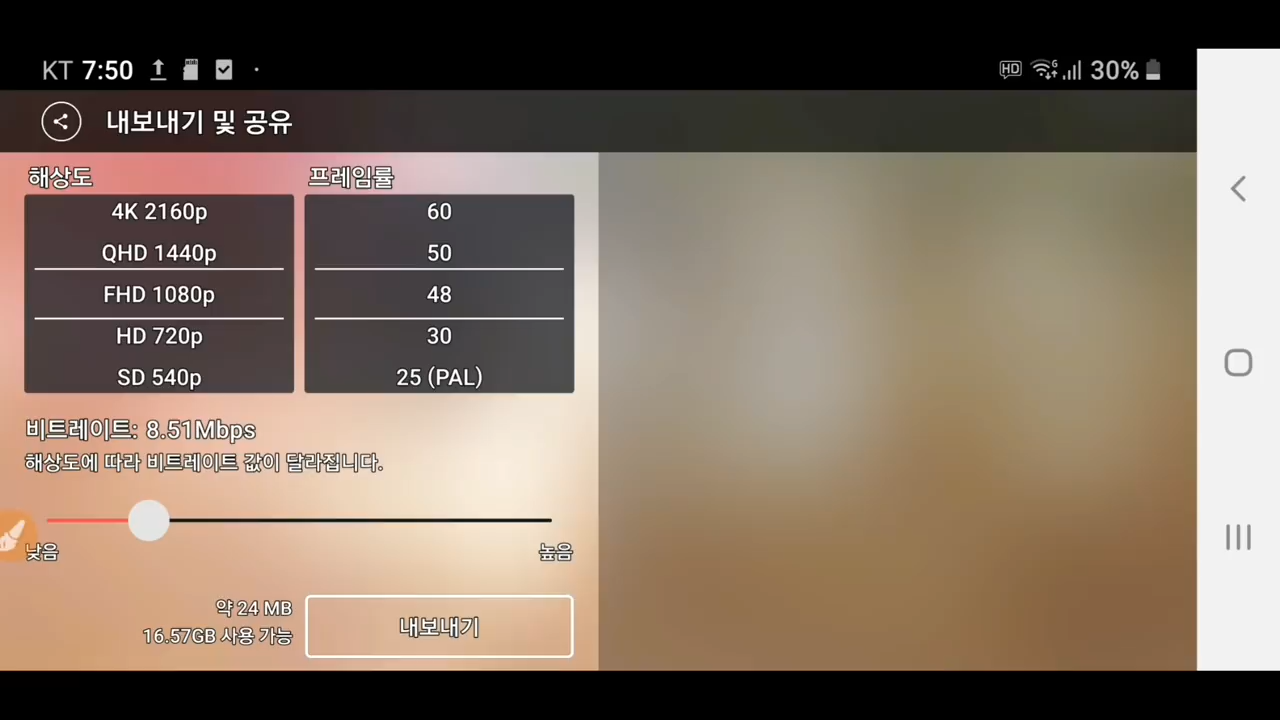 KT 7:50
HD 6 30%
내보내기 및 공유
해상도
4K 2160p
QHD 1440p
FHD 1080p
HD 720p
SD 540p
프레임률
60
50
48
30
25 (PAL)
비트레이트: 8.51Mbps
해상도에 따라 비트레이트 값이 달라집니다.
낮음
높음
약 24 MB
16.57GB 사용 가능
내보내기